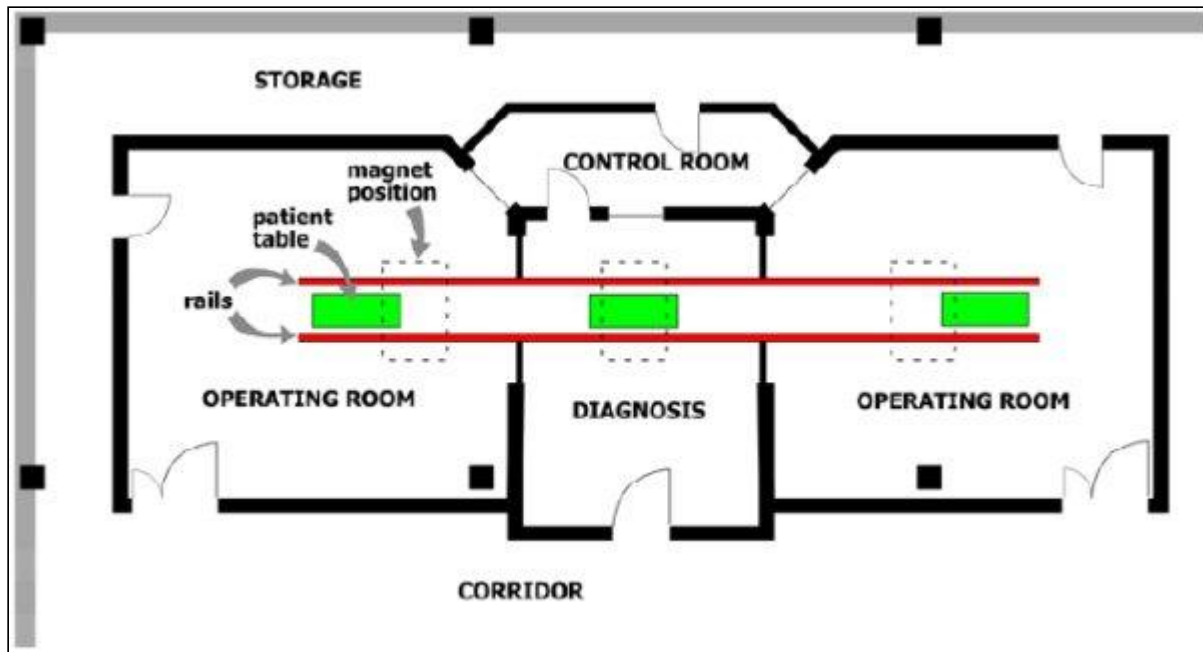 STORAGE
CONTROL ROOM
magnet
position
patient
table
rails
OPERATING ROOM
DIAGNOSIS
OPERATING ROOM
CORRIDOR